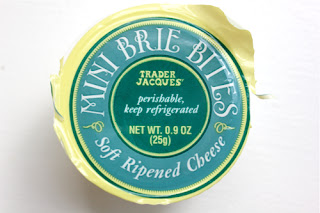 MINI BRIE BITES
TRADER
JACQUES'
perishable,
keep refrigerated
NET WT. 0.9 OZ
(25g)
Soft Ripened Cheese